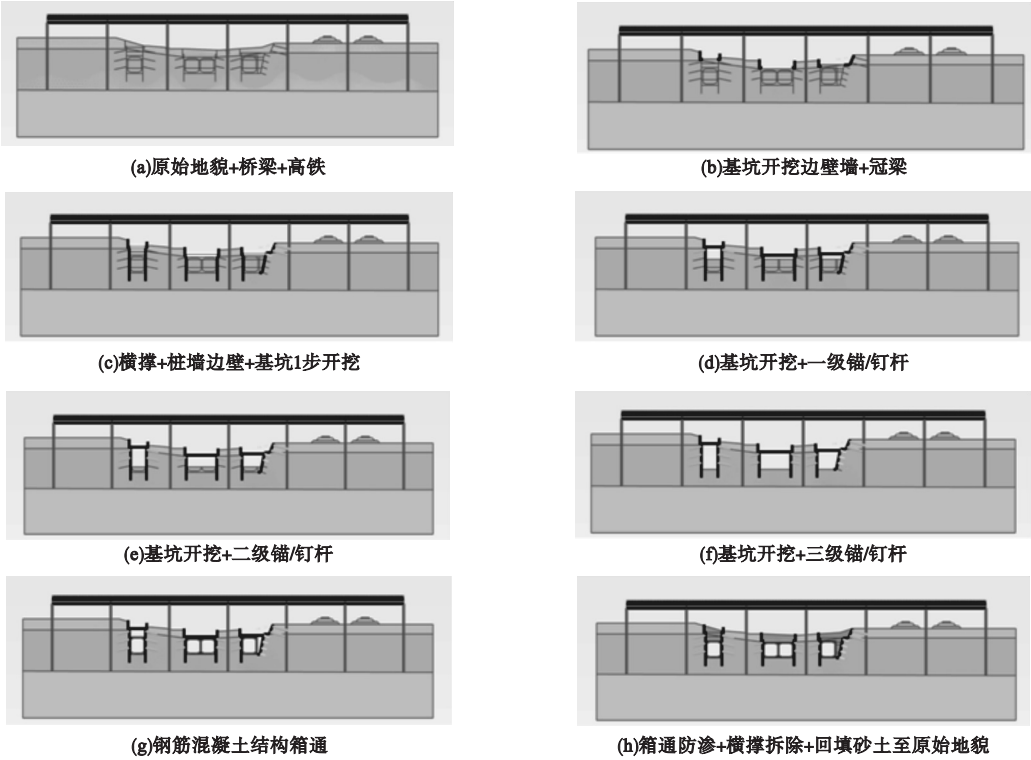 (a)原始地貌+桥梁+高铁
(b)基坑开挖边壁墙+冠梁
(c)横撑+桩墙边壁+基坑1步开挖
(d)基坑开挖+一级锚/钉杆
(e)基坑开挖+二级锚/钉杆
(f)基坑开挖+三级锚/钉杆
(g)钢筋混凝土结构箱通
(h)箱通防渗+横撑拆除+回填砂土至原始地貌